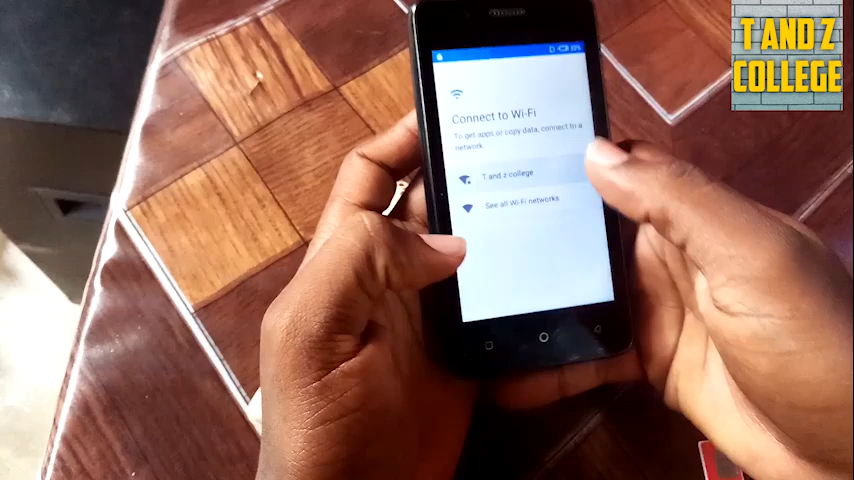 T AND Z
COLLEGE
Connect to Wi-Fi
To get apps or copy data, connect to a
network
T and z college
See all Wi-Fi networks